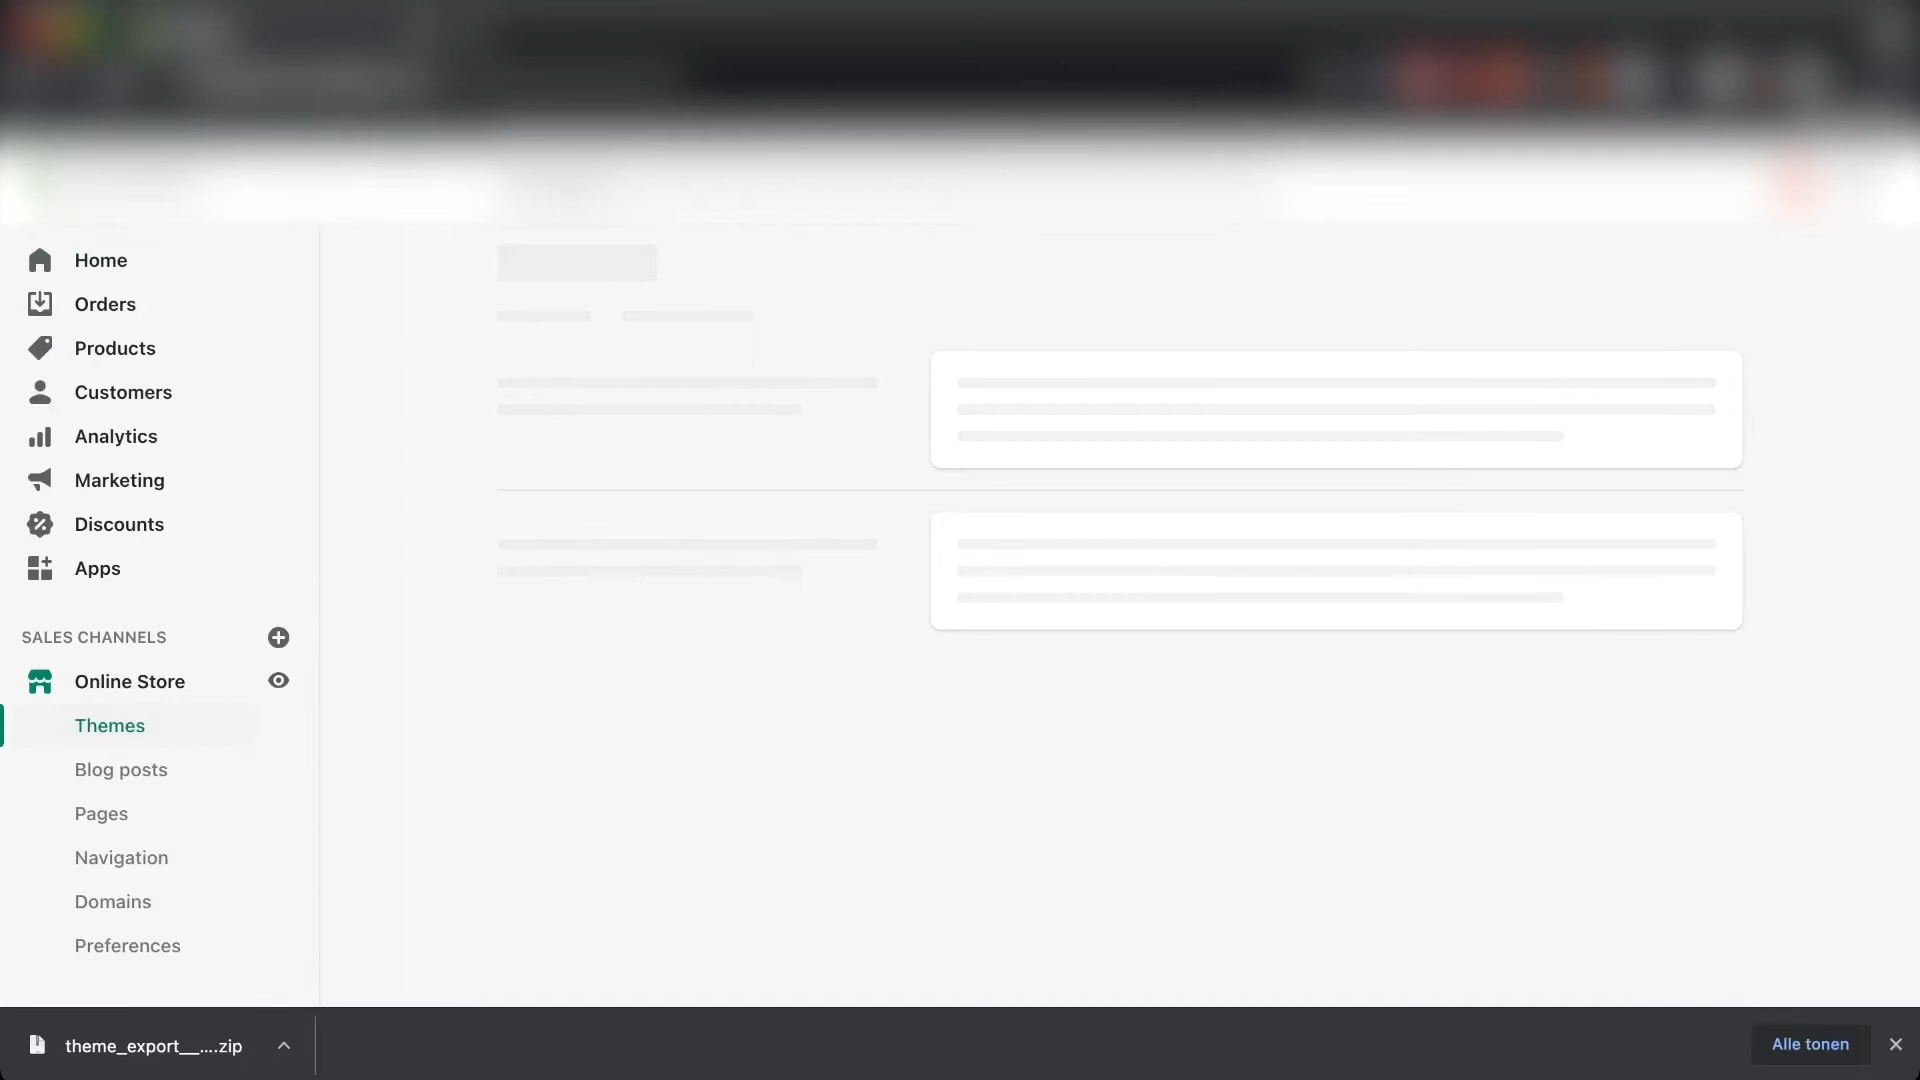 Home
Orders
Products
Customers
Analytics
Marketing
Discounts
Apps
SALES CHANNELS
Online Store
Themes
Blog posts
Pages
Navigation
Domains
Preferences
theme_export__....zip
Alle tonen